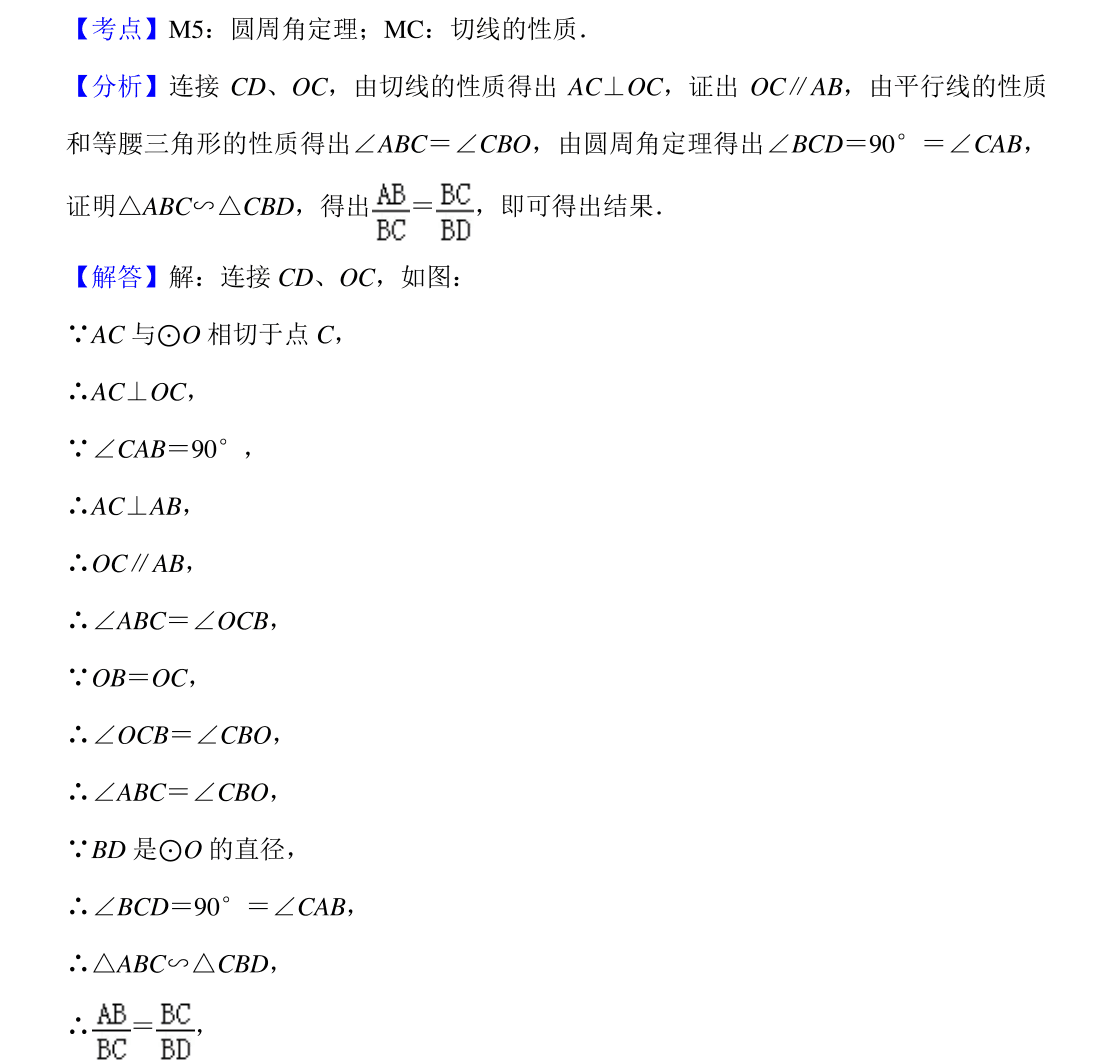 【考点】M5：圆周角定理；MC：切线的性质．
【分析】连接 CD、OC，由切线的性质得出 AC⊥OC，证出 OC∥AB，由平行线的性质
和等腰三角形的性质得出∠ABC＝∠CBO，由圆周角定理得出∠BCD＝90°＝∠CAB，
证明△ABC∽△CBD，得出AB/BC=BC/BD，即可得出结果．
【解答】解：连接 CD、OC，如图：
∵AC 与⊙O 相切于点 C，
∴AC⊥OC，
∵∠CAB＝90°，
∴AC⊥AB，
∴OC∥AB，
∴∠ABC＝∠OCB，
∵OB＝OC，
∴∠OCB＝∠CBO，
∴∠ABC＝∠CBO，
∵BD 是⊙O 的直径，
∴∠BCD＝90°＝∠CAB，
∴△ABC∽△CBD，
∴AB/BC=BC/BD，